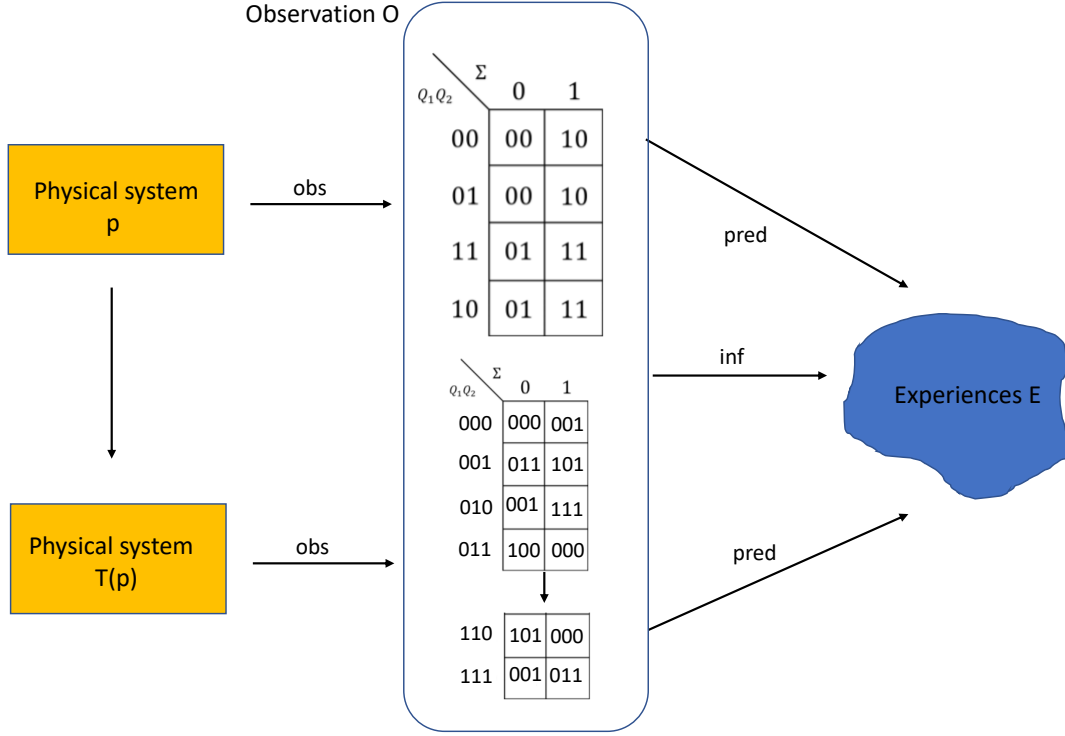 Observation O
Σ
Q₁Q₂ 0 1
00 00 10
01 00 10
11 01 11
10 01 11
Physical system
p
obs
pred
inf
Experiences E
Σ
Q₁Q₂ 0 1
000 000 001
001 011 101
010 001 111
011 100 000
110 101 000
111 001 011
Physical system
T(p)
obs
pred